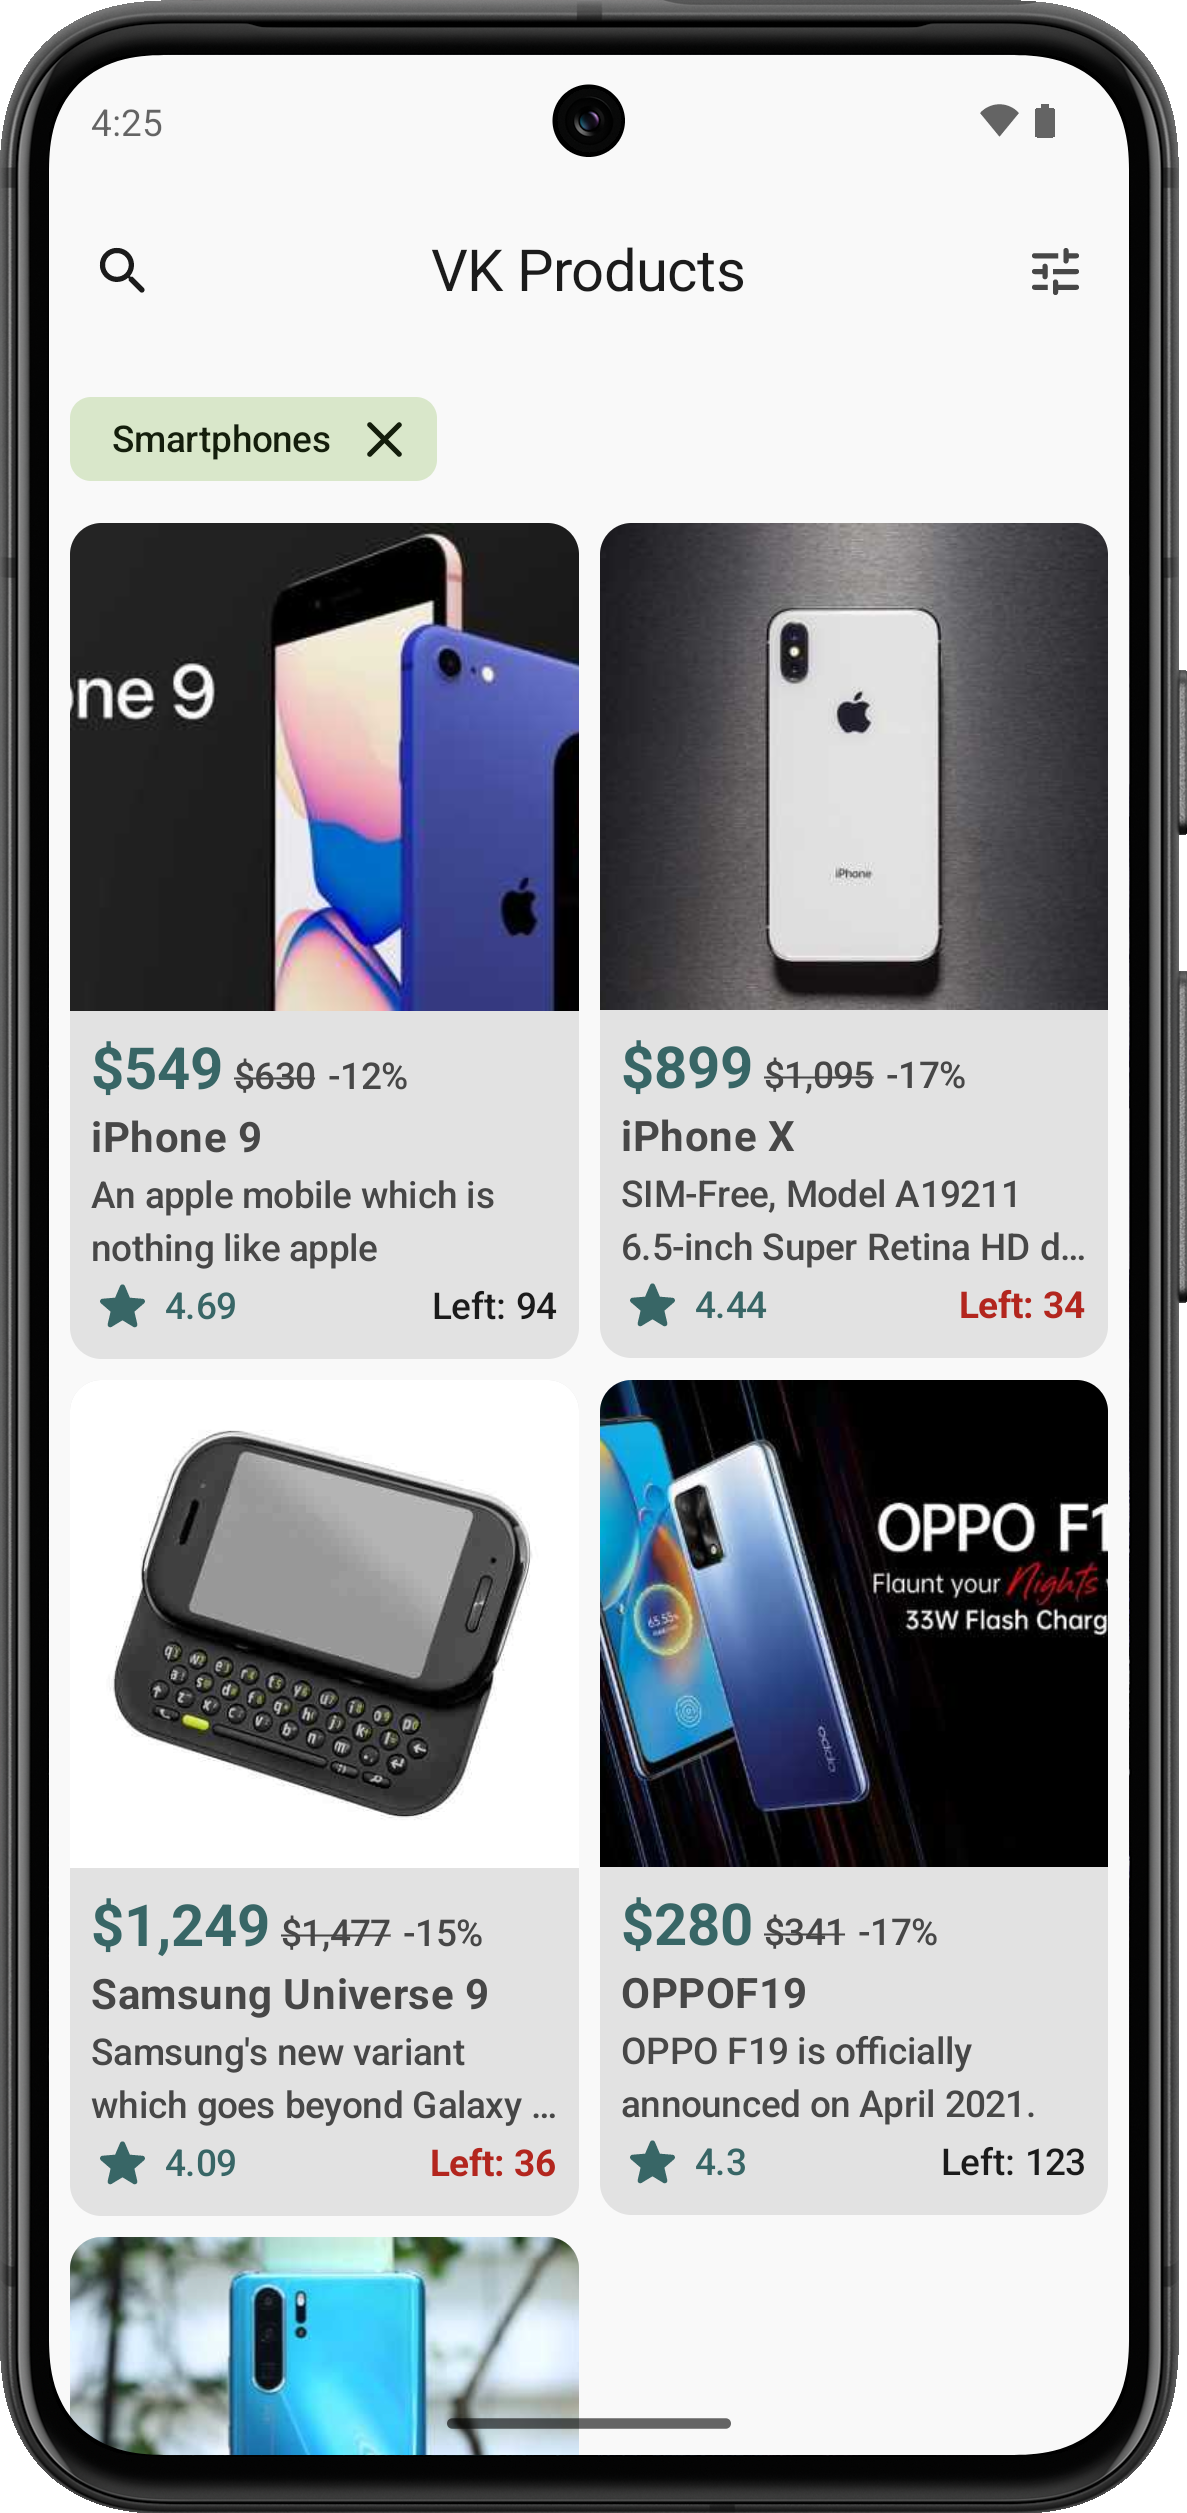 4:25
VK Products
Smartphones
ne 9
iPhone
$549 $630 -12%
iPhone 9
An apple mobile which is
nothing like apple
4.69 Left: 94
$899 $1,095 -17%
iPhone X
SIM-Free, Model A19211
6.5-inch Super Retina HD d...
4.44 Left: 34
OPPO F1
Flaunt your Nights
33W Flash Charg
oppo
$1,249 $1,477 -15%
Samsung Universe 9
Samsung's new variant
which goes beyond Galaxy ...
4.09 Left: 36
$280 $341 -17%
OPPOF19
OPPO F19 is officially
announced on April 2021.
4.3 Left: 123